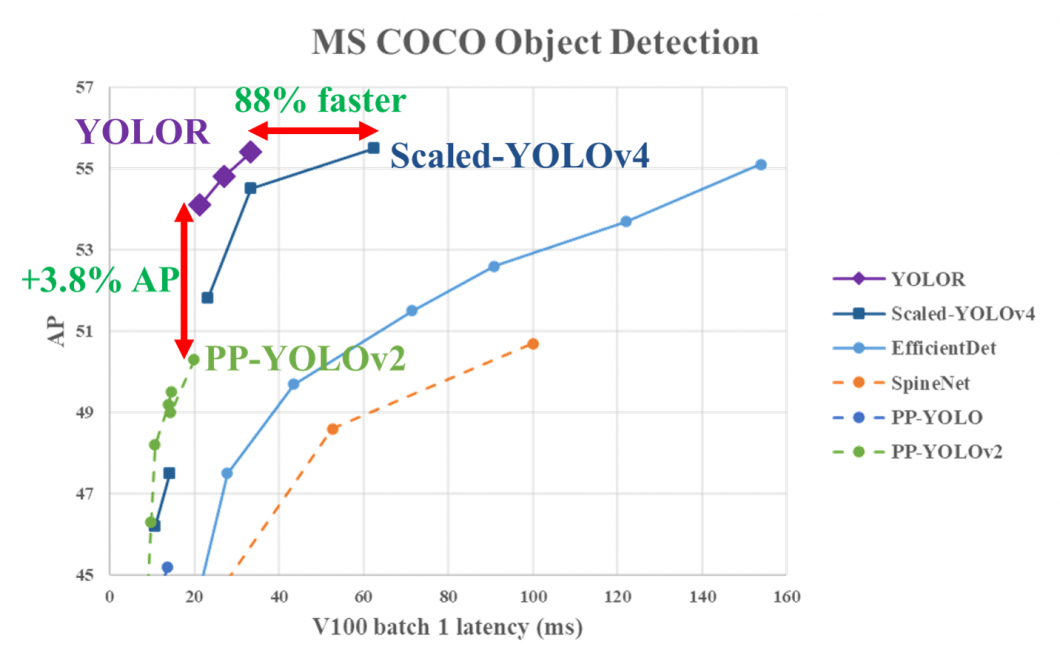 MS COCO Object Detection
57
88% faster
YOLOR
Scaled-YOLOv4
55
53
+3.8% AP
AP
51
PP-YOLOv2
49
47
45
0 20 40 60 80 100 120 140 160
V100 batch 1 latency (ms)
YOLOR
Scaled-YOLOv4
EfficientDet
SpineNet
PP-YOLO
PP-YOLOv2